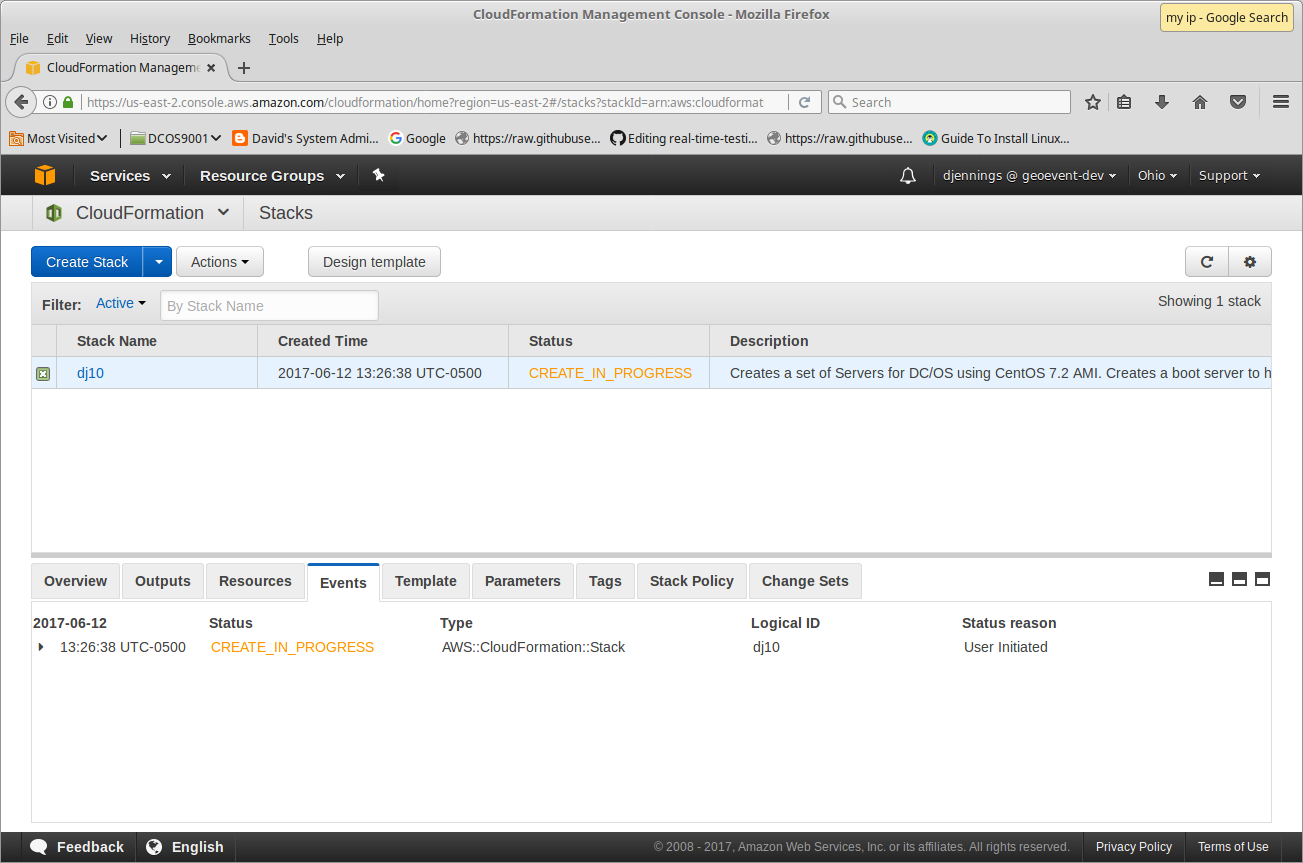 CloudFormation Management Console - Mozilla Firefox
my ip - Google Search
File Edit View History Bookmarks Tools Help
CloudFormation Manageme
https://us-east-2.console.aws.amazon.com/cloudformation/home?region=us-east-2#/stacks?stackId=arn:aws:cloudformat Search
Most Visited DCOS9001 David's System Admi... Google https://raw.githubuse... Editing real-time-testi... https://raw.githubuse... Guide To Install Linux...
Services Resource Groups djennings @ geoevent-dev Ohio Support
CloudFormation Stacks
Create Stack Actions Design template
Filter: Active By Stack Name Showing 1 stack
Stack Name Created Time Status Description
dj10 2017-06-12 13:26:38 UTC-0500 CREATE_IN_PROGRESS Creates a set of Servers for DC/OS using CentOS 7.2 AMI. Creates a boot server to h
Overview Outputs Resources Events Template Parameters Tags Stack Policy Change Sets
2017-06-12 Status Type Logical ID Status reason
13:26:38 UTC-0500 CREATE_IN_PROGRESS AWS::CloudFormation::Stack dj10 User Initiated
Feedback English © 2008 - 2017, Amazon Web Services, Inc. or its affiliates. All rights reserved. Privacy Policy Terms of Use